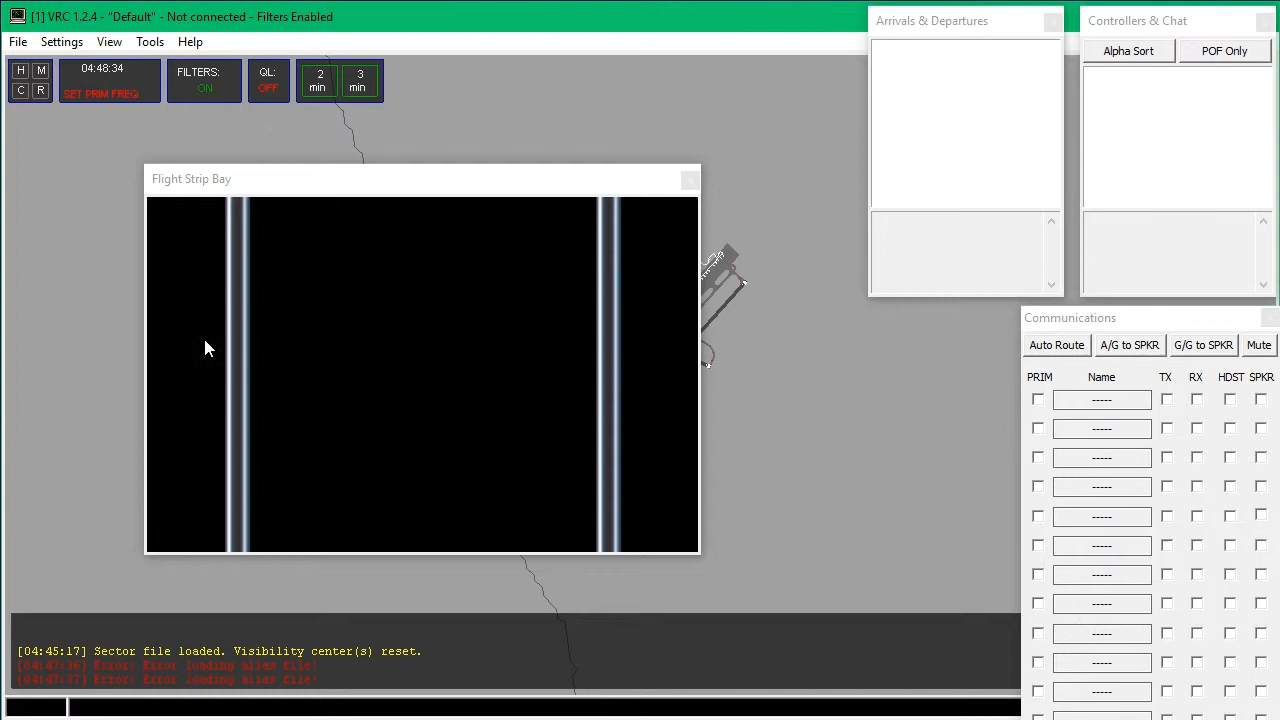 [1] VRC 1.2.4 - "Default" - Not connected - Filters Enabled
File Settings View Tools Help
H M
C R
04:48:34
SET PRIM FREQ
FILTERS:
ON
QL:
OFF
2
min
3
min
Arrivals & Departures
Controllers & Chat
Alpha Sort POF Only
Flight Strip Bay
Communications
Auto Route A/G to SPKR G/G to SPKR Mute
PRIM Name TX RX HDST SPKR
-----
-----
-----
-----
-----
-----
-----
-----
-----
-----
-----
[04:45:17] Sector file loaded. Visibility center(s) reset.
[04:47:36] Error: Error loading alias file!
[04:47:37] Error: Error loading alias file!